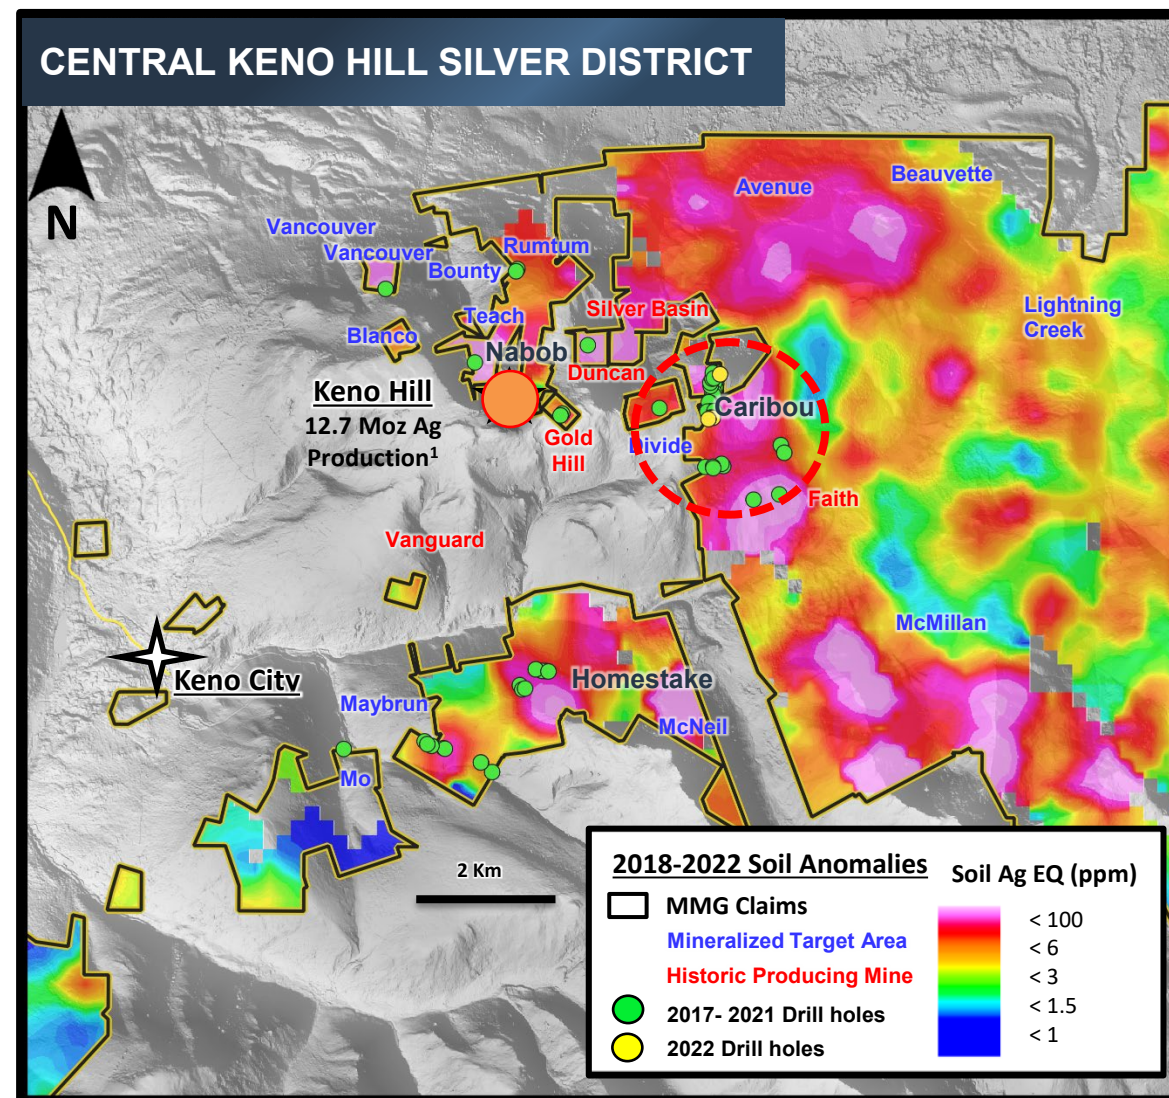 CENTRAL KENO HILL SILVER DISTRICT
N
Avenue
Beauvette
Vancouver
Vancouver
Rumtum
Bounty
Lightning
Creek
Teach
Silver Basin
Blanco
Nabob
Duncan
Keno Hill
12.7 Moz Ag
Production¹
Caribou
Gold
Hill
Divide
Faith
Vanguard
McMillan
Keno City
Homestake
Maybrun
McNeil
Mo
2 Km
2018-2022 Soil Anomalies
MMG Claims
Mineralized Target Area
Historic Producing Mine
2017- 2021 Drill holes
2022 Drill holes
Soil Ag EQ (ppm)
< 100
< 6
< 3
< 1.5
< 1